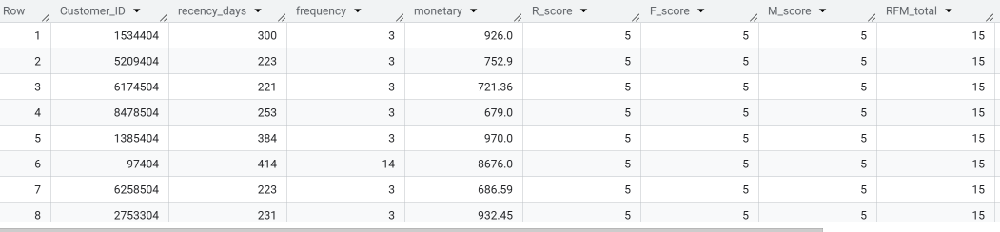 Row Customer_ID recency_days frequency monetary R_score F_score M_score RFM_total
1 1534404 300 3 926.0 5 5 5 15
2 5209404 223 3 752.9 5 5 5 15
3 6174504 221 3 721.36 5 5 5 15
4 8478504 253 3 679.0 5 5 5 15
5 1385404 384 3 970.0 5 5 5 15
6 97404 414 14 8676.0 5 5 5 15
7 6258504 223 3 686.59 5 5 5 15
8 2753304 231 3 932.45 5 5 5 15